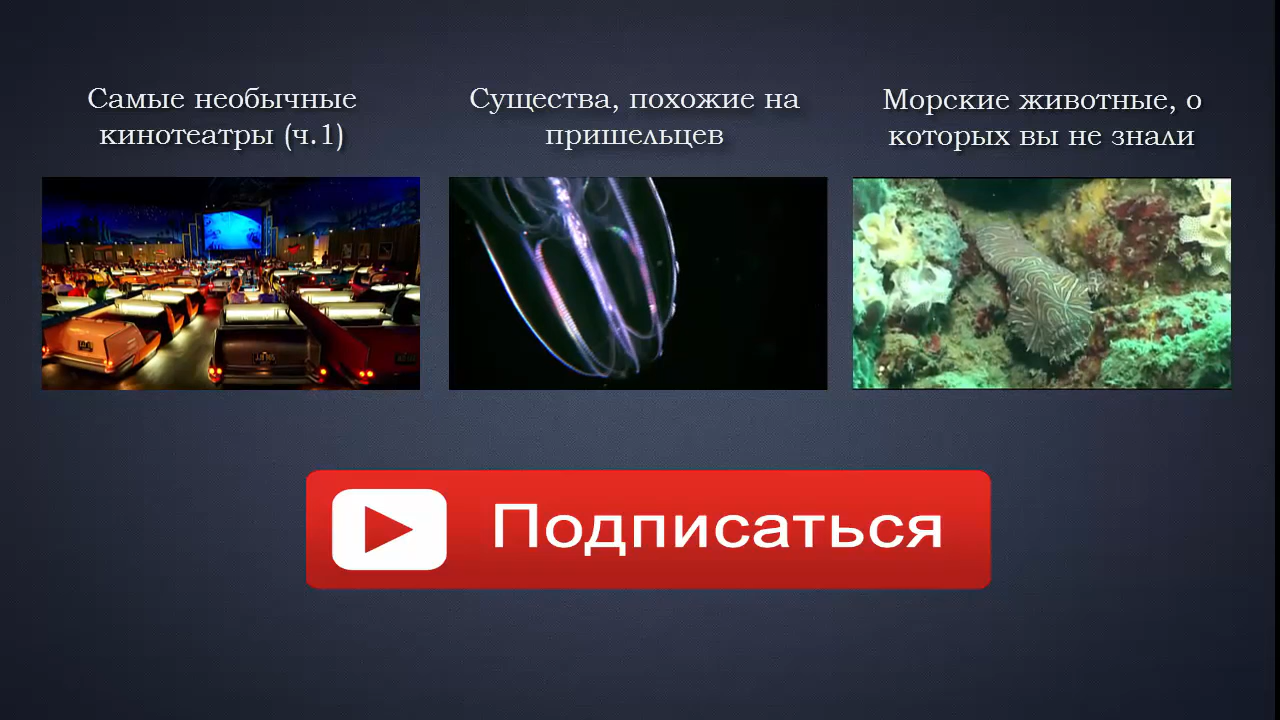 Самые необычные
кинотеатры (ч.1)
Существа, похожие на
пришельцев
Морские животные, о
которых вы не знали
Подписаться